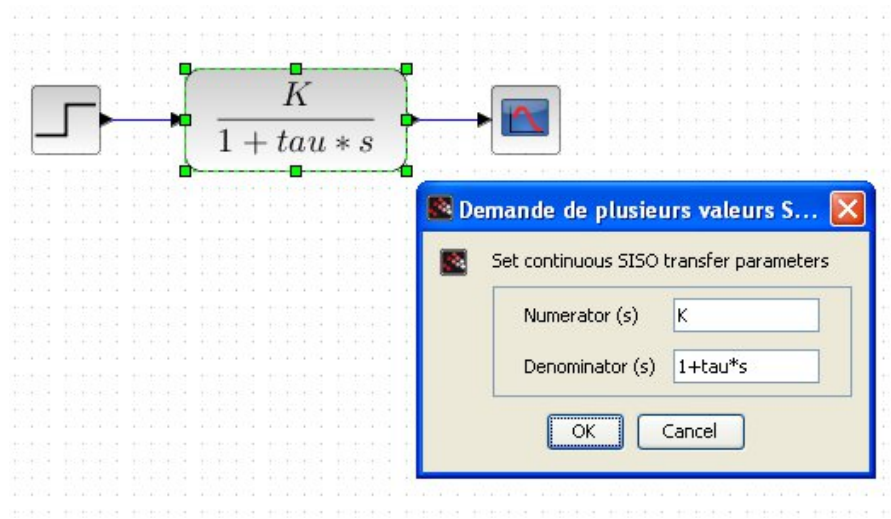 K
1 + tau * s
Demande de plusieurs valeurs S...
Set continuous SISO transfer parameters
Numerator (s) K
Denominator (s) 1+tau*s
OK Cancel